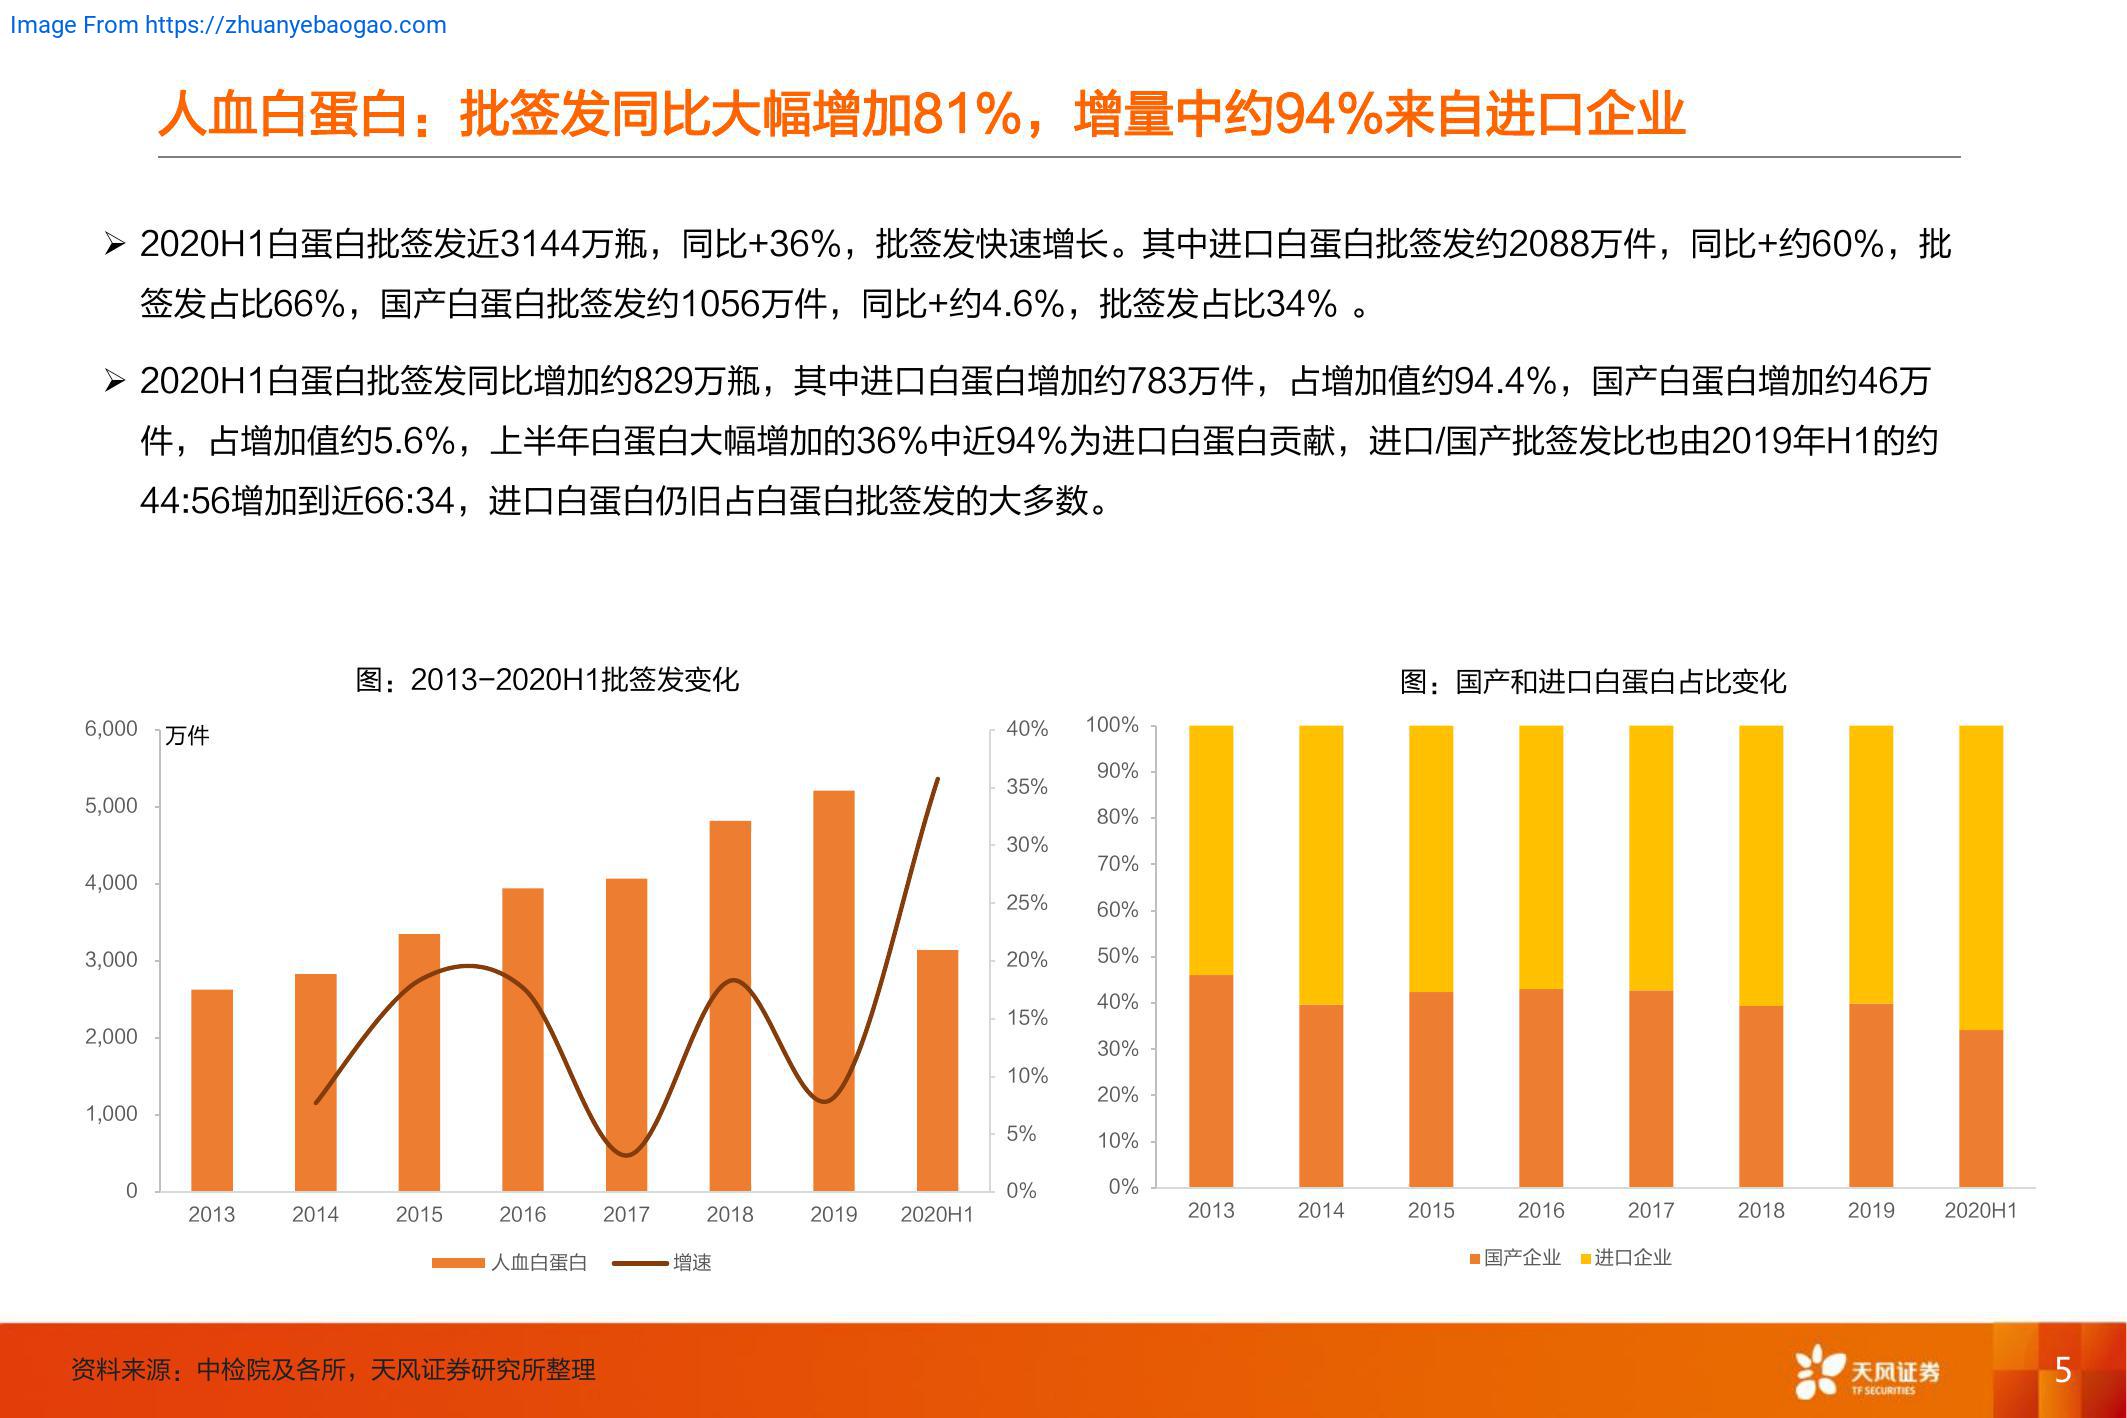 Image From https://zhuanyebaogao.com
人血白蛋白：批签发同比大幅增加81%，增量中约94%来自进口企业
➢ 2020H1白蛋白批签发近3144万瓶，同比+36%，批签发快速增长。其中进口白蛋白批签发约2088万件，同比+约60%，批
签发占比66%，国产白蛋白批签发约1056万件，同比+约4.6%，批签发占比34% 。
➢ 2020H1白蛋白批签发同比增加约829万瓶，其中进口白蛋白增加约783万件，占增加值约94.4%，国产白蛋白增加约46万
件，占增加值约5.6%，上半年白蛋白大幅增加的36%中近94%为进口白蛋白贡献，进口/国产批签发比也由2019年H1的约
44:56增加到近66:34，进口白蛋白仍旧占白蛋白批签发的大多数。
图：2013-2020H1批签发变化
万件
6,000
5,000
4,000
3,000
2,000
1,000
0
40%
35%
30%
25%
20%
15%
10%
5%
0%
2013 2014 2015 2016 2017 2018 2019 2020H1
人血白蛋白 增速
图：国产和进口白蛋白占比变化
100%
90%
80%
70%
60%
50%
40%
30%
20%
10%
0%
2013 2014 2015 2016 2017 2018 2019 2020H1
国产企业 进口企业
资料来源：中检院及各所，天风证券研究所整理
天风证券
TF SECURITIES
5